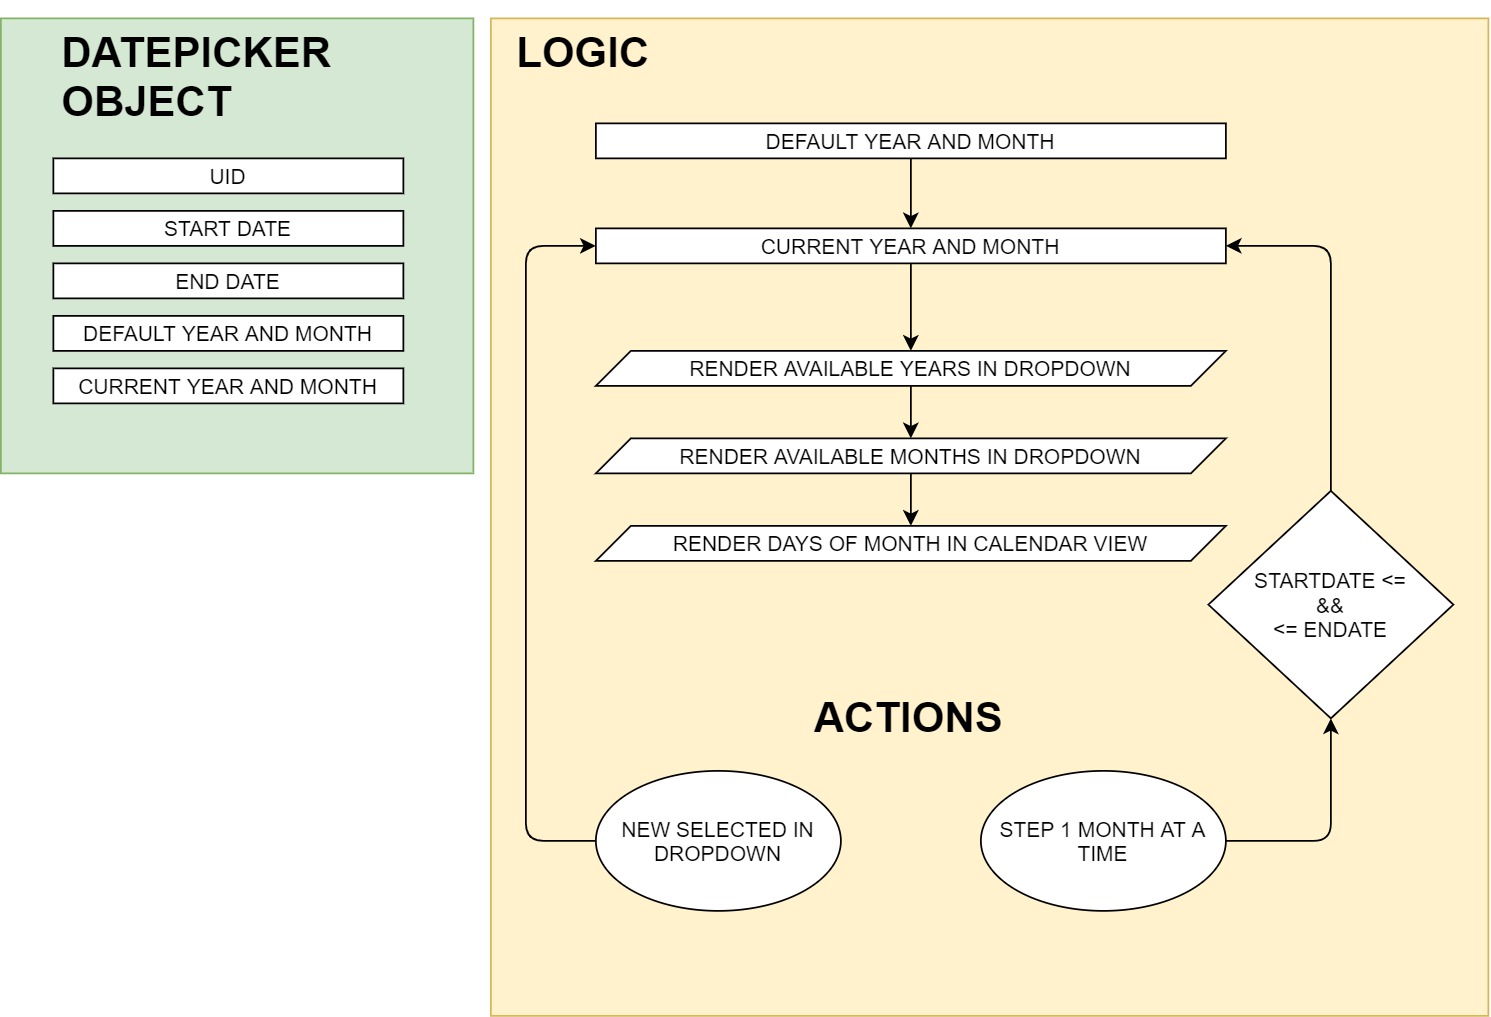 DATEPICKER
OBJECT
UID
START DATE
END DATE
DEFAULT YEAR AND MONTH
CURRENT YEAR AND MONTH
LOGIC
DEFAULT YEAR AND MONTH
CURRENT YEAR AND MONTH
RENDER AVAILABLE YEARS IN DROPDOWN
RENDER AVAILABLE MONTHS IN DROPDOWN
RENDER DAYS OF MONTH IN CALENDAR VIEW
STARTDATE <=
&&
<= ENDATE
ACTIONS
NEW SELECTED IN
DROPDOWN
STEP 1 MONTH AT A
TIME